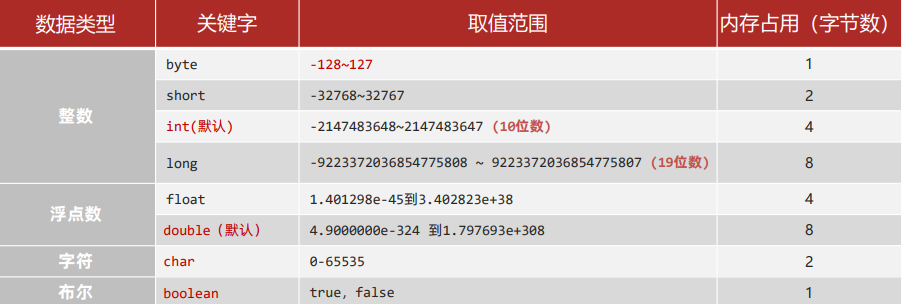 数据类型 关键字 取值范围 内存占用（字节数）
整数 byte -128~127 1
short -32768~32767 2
int(默认) -2147483648~2147483647 (10位数) 4
long -9223372036854775808 ~ 9223372036854775807 (19位数) 8
浮点数 float 1.401298e-45到3.402823e+38 4
double (默认) 4.9000000e-324 到1.797693e+308 8
字符 char 0-65535 2
布尔 boolean true, false 1